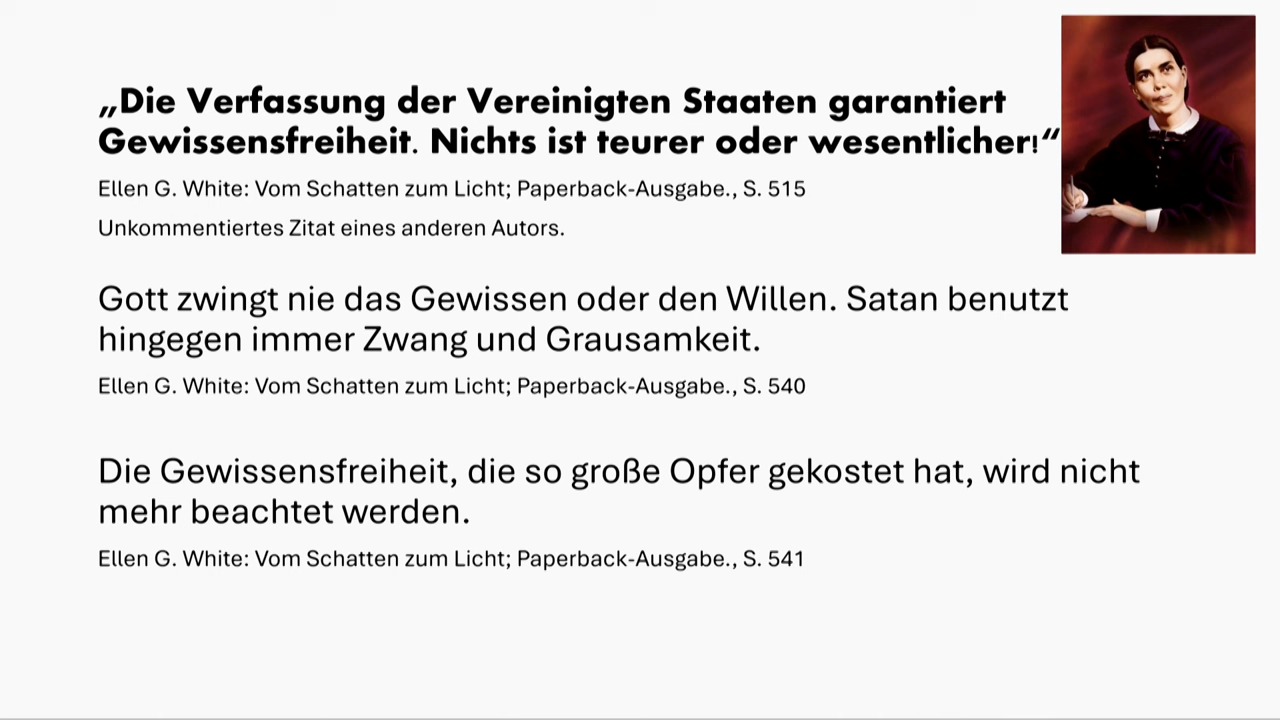 „Die Verfassung der Vereinigten Staaten garantiert
Gewissensfreiheit. Nichts ist teurer oder wesentlicher!“
Ellen G. White: Vom Schatten zum Licht; Paperback-Ausgabe., S. 515
Unkommentiertes Zitat eines anderen Autors.
Gott zwingt nie das Gewissen oder den Willen. Satan benutzt
hingegen immer Zwang und Grausamkeit.
Ellen G. White: Vom Schatten zum Licht; Paperback-Ausgabe., S. 540
Die Gewissensfreiheit, die so große Opfer gekostet hat, wird nicht
mehr beachtet werden.
Ellen G. White: Vom Schatten zum Licht; Paperback-Ausgabe., S. 541